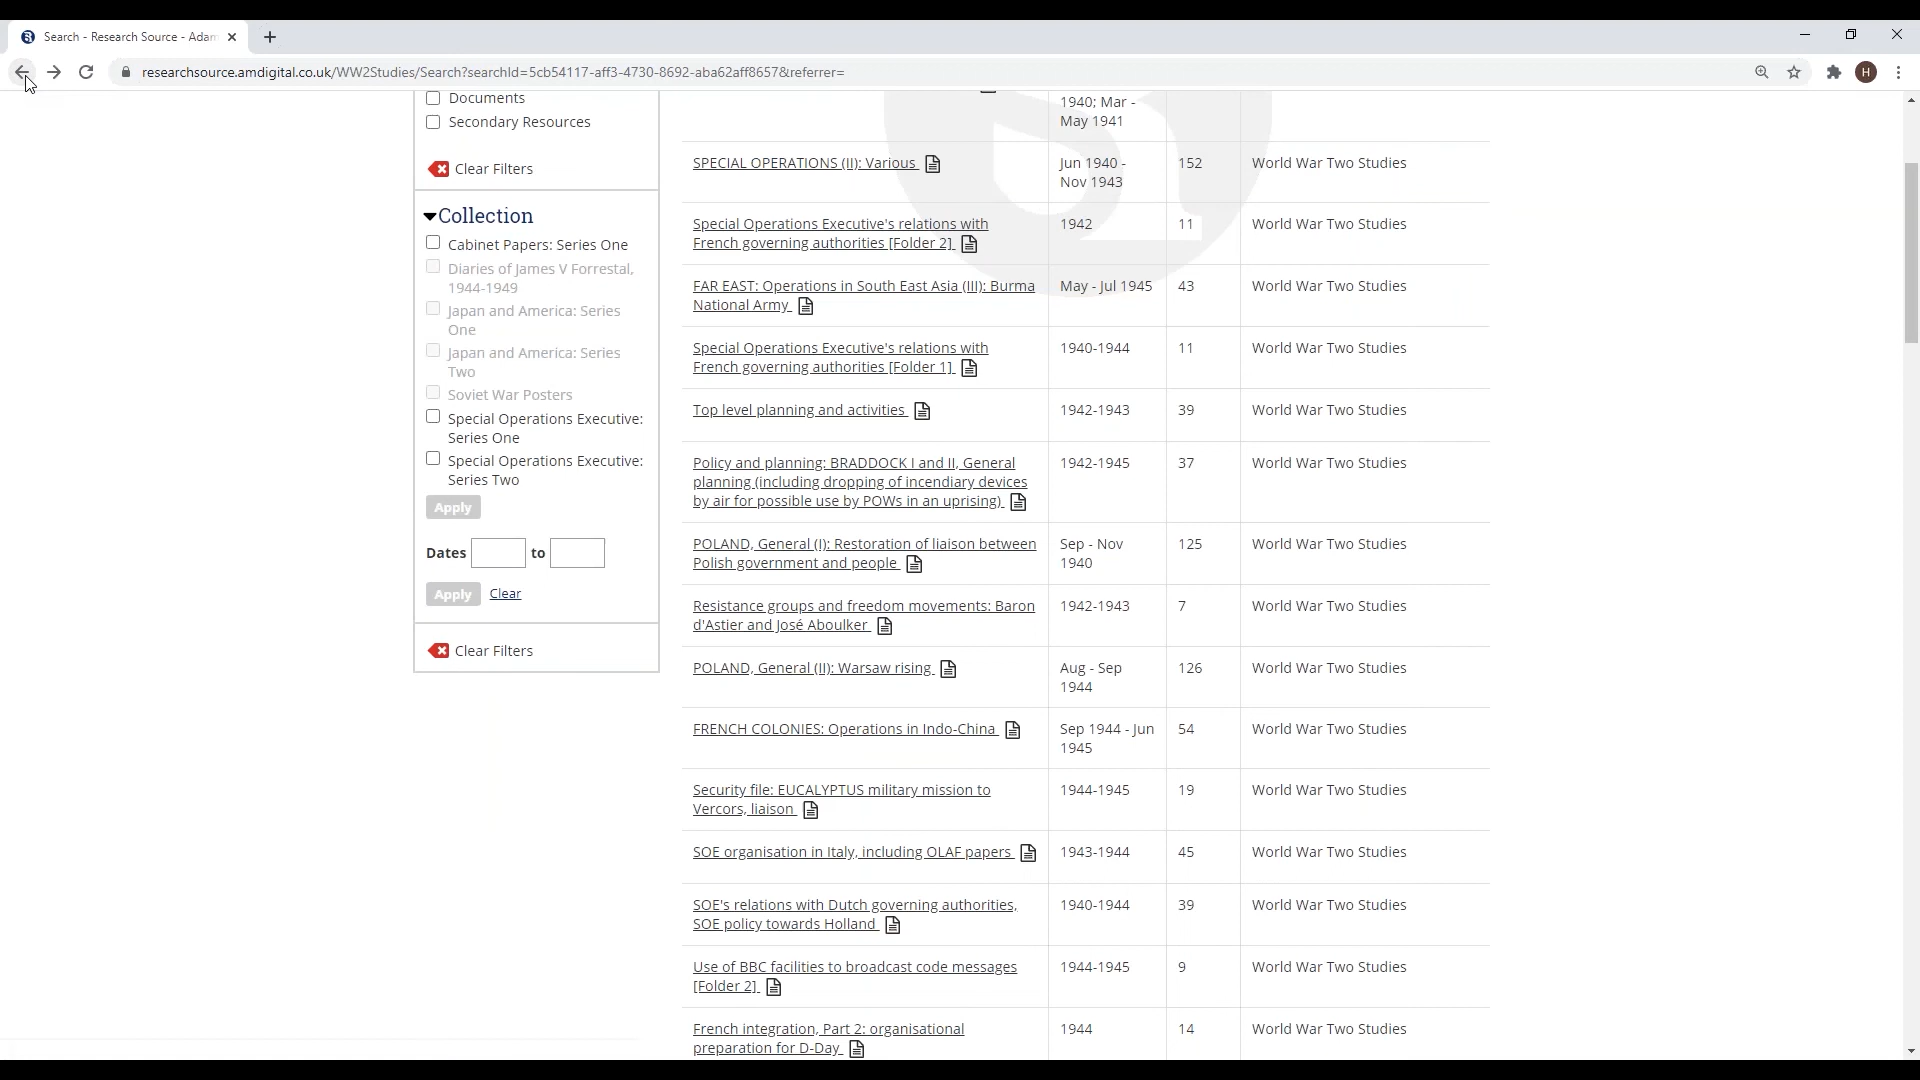 Search - Research Source - Adam
researchsource.amdigital.co.uk/WW2Studies/Search?searchId=5cb54117-aff3-4730-8692-aba62aff8657&referrer=
H
Documents
Secondary Resources
Clear Filters
Collection
Cabinet Papers: Series One
Diaries of James V Forrestal,
1944-1949
Japan and America: Series
One
Japan and America: Series
Two
Soviet War Posters
Special Operations Executive:
Series One
Special Operations Executive:
Series Two
Apply
Dates to
Apply Clear
Clear Filters
1940; Mar -
May 1941
SPECIAL OPERATIONS (II): Various Jun 1940 - 152 World War Two Studies
Nov 1943
Special Operations Executive's relations with 1942 11 World War Two Studies
French governing authorities [Folder 2]
FAR EAST: Operations in South East Asia (III): Burma May - Jul 1945 43 World War Two Studies
National Army
Special Operations Executive's relations with 1940-1944 11 World War Two Studies
French governing authorities [Folder 1]
Top level planning and activities 1942-1943 39 World War Two Studies
Policy and planning: BRADDOCK I and II, General 1942-1945 37 World War Two Studies
planning (including dropping of incendiary devices
by air for possible use by POWs in an uprising)
POLAND, General (I): Restoration of liaison between Sep - Nov 125 World War Two Studies
Polish government and people 1940
Resistance groups and freedom movements: Baron 1942-1943 7 World War Two Studies
d'Astier and José Aboulker
POLAND, General (II): Warsaw rising Aug - Sep 126 World War Two Studies
1944
FRENCH COLONIES: Operations in Indo-China Sep 1944 - Jun 54 World War Two Studies
1945
Security file: EUCALYPTUS military mission to 1944-1945 19 World War Two Studies
Vercors, liaison
SOE organisation in Italy, including OLAF papers 1943-1944 45 World War Two Studies
SOE's relations with Dutch governing authorities, 1940-1944 39 World War Two Studies
SOE policy towards Holland
Use of BBC facilities to broadcast code messages 1944-1945 9 World War Two Studies
[Folder 2]
French integration, Part 2: organisational 1944 14 World War Two Studies
preparation for D-Day